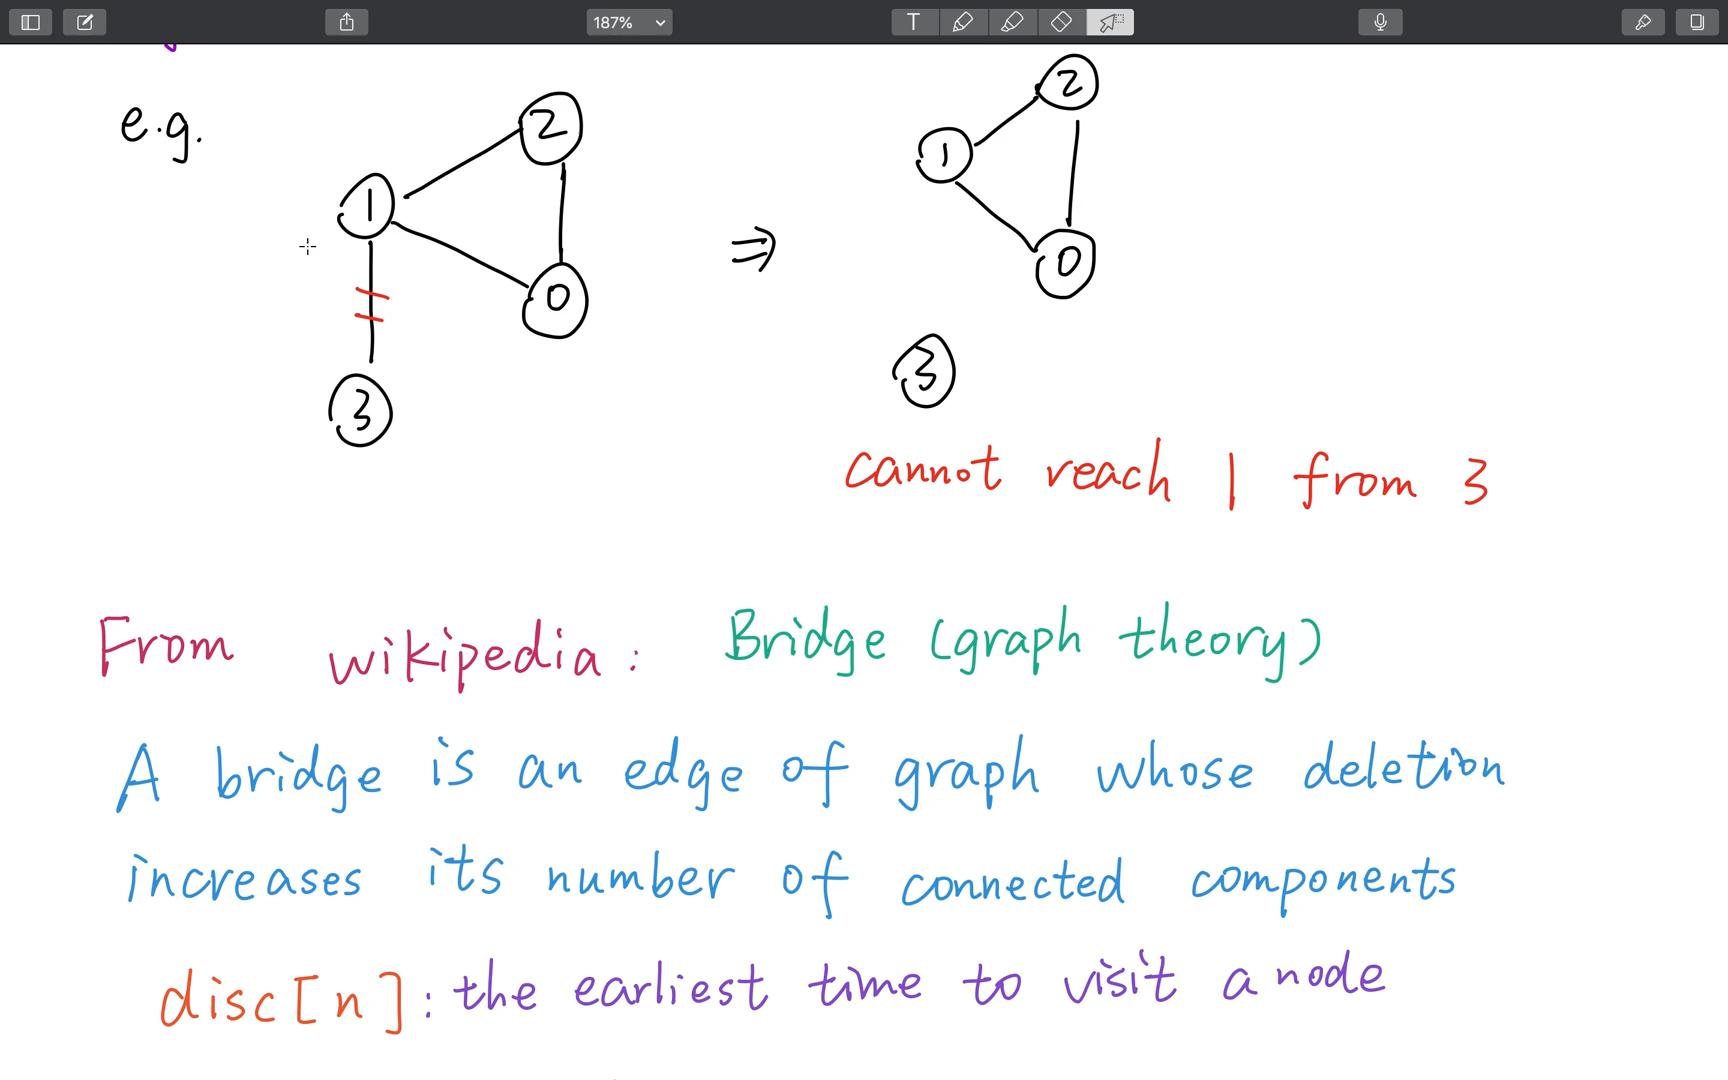 187%
T
e.g.
2
1
0
3
⇒
2
1
0
3
cannot reach 1 from 3
From wikipedia: Bridge (graph theory)
A bridge is an edge of graph whose deletion
increases its number of connected components
disc[n]: the earliest time to visit a node